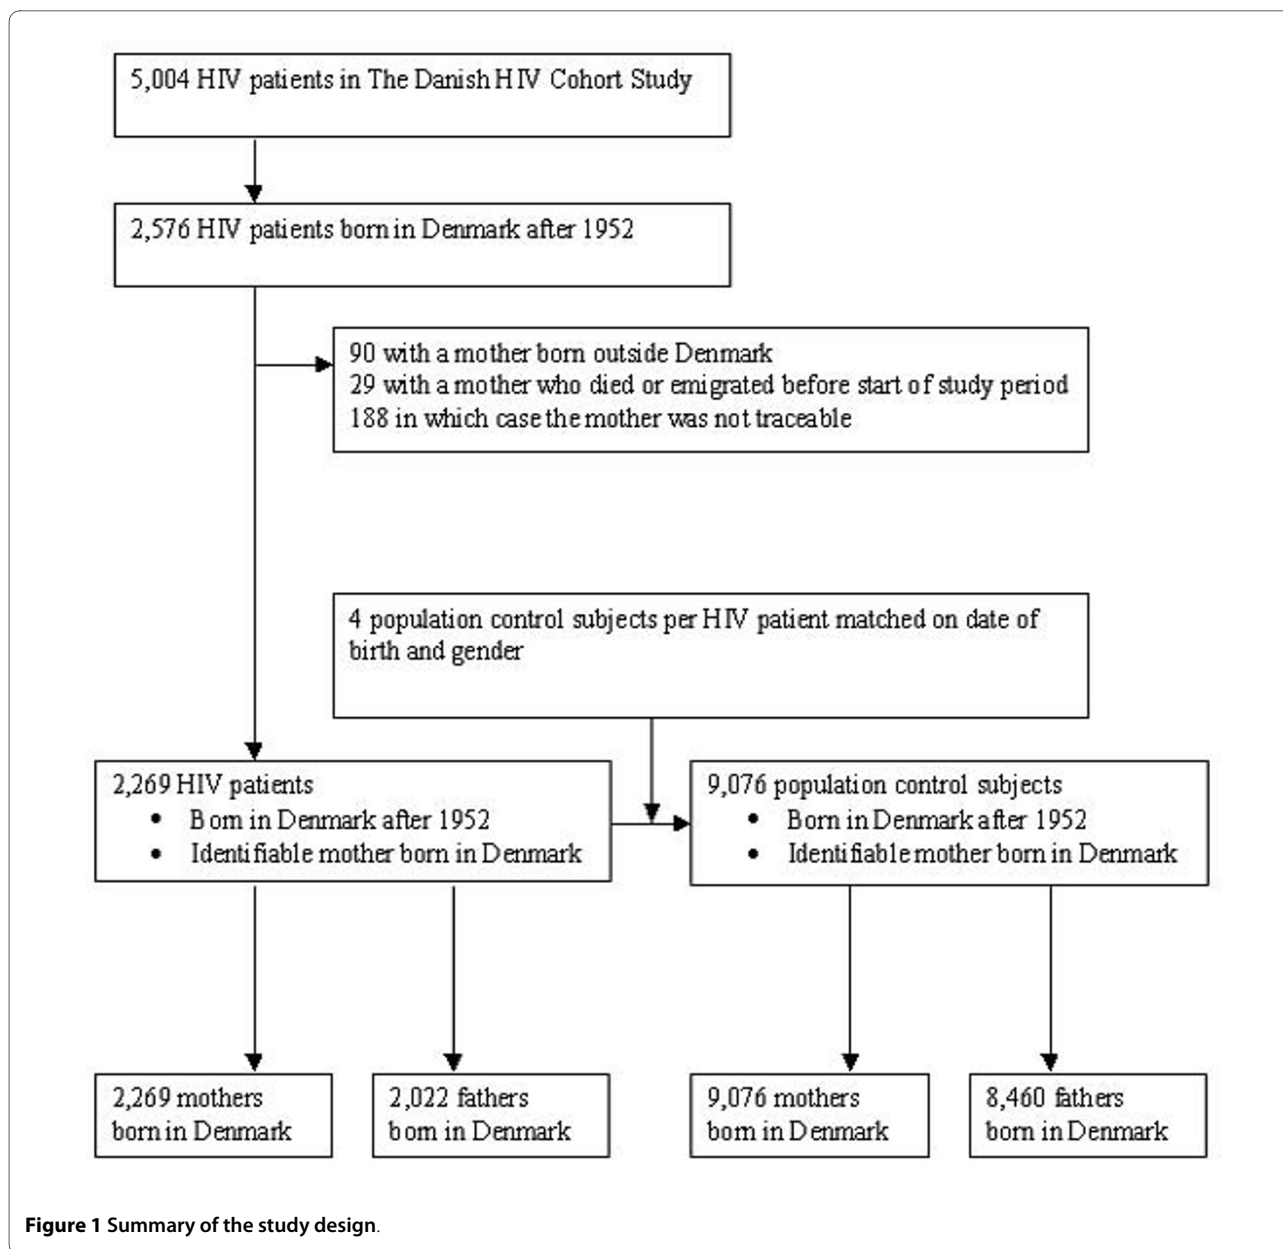 5,004 HIV patients in The Danish HIV Cohort Study
2,576 HIV patients born in Denmark after 1952
90 with a mother born outside Denmark
29 with a mother who died or emigrated before start of study period
188 in which case the mother was not traceable
4 population control subjects per HIV patient matched on date of
birth and gender
2,269 HIV patients
• Born in Denmark after 1952
• Identifiable mother born in Denmark
9,076 population control subjects
• Born in Denmark after 1952
• Identifiable mother born in Denmark
2,269 mothers
born in Denmark
2,022 fathers
born in Denmark
9,076 mothers
born in Denmark
8,460 fathers
born in Denmark
Figure 1 Summary of the study design.